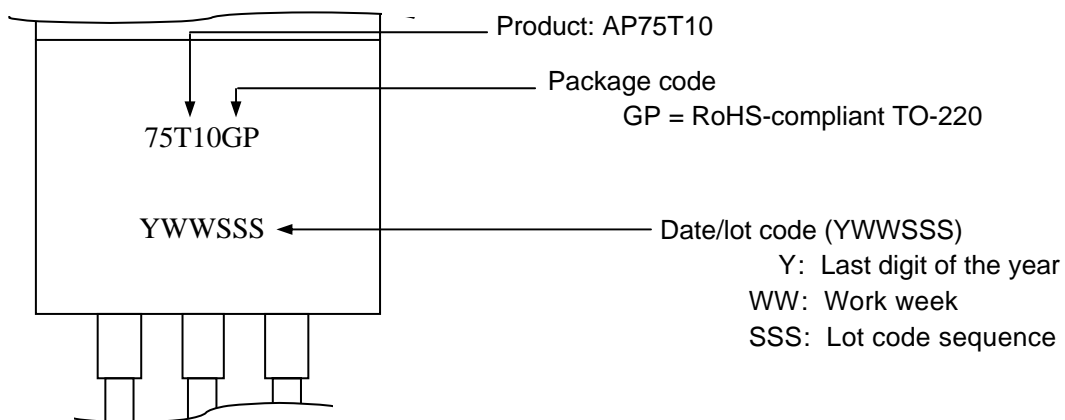 Product: AP75T10
Package code
GP = RoHS-compliant TO-220
75T10GP
YWWSSS
Date/lot code (YWWSSS)
Y: Last digit of the year
WW: Work week
SSS: Lot code sequence